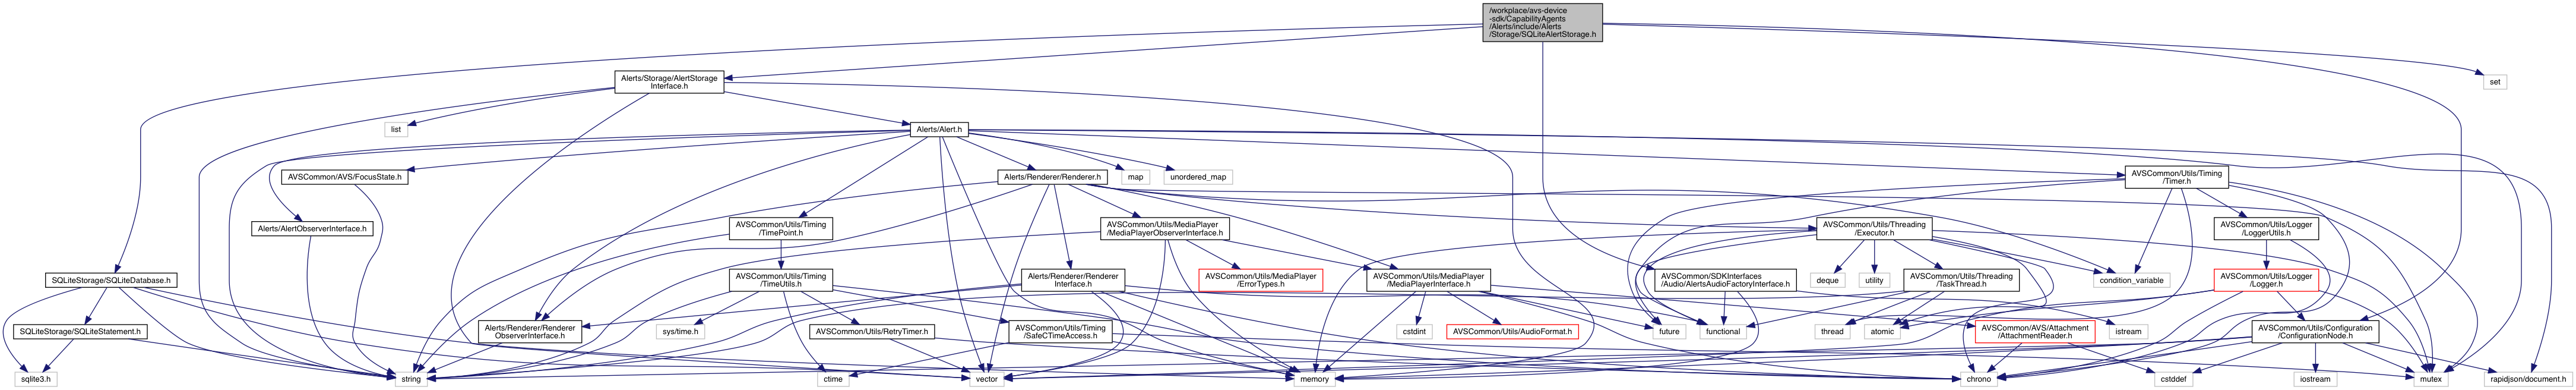 /workplace/avs-device
-sdk/CapabilityAgents
/Alerts/include/Alerts
/Storage/SQLiteAlertStorage.h
Alerts/Storage/AlertStorage
Interface.h
set
list
Alerts/Alert.h
AVSCommon/AVS/FocusState.h
Alerts/Renderer/Renderer.h
map
unordered_map
AVSCommon/Utils/Timing
/Timer.h
Alerts/AlertObserverInterface.h
AVSCommon/Utils/Timing
/TimePoint.h
AVSCommon/Utils/MediaPlayer
/MediaPlayerObserverInterface.h
AVSCommon/Utils/Threading
/Executor.h
AVSCommon/Utils/Logger
/LoggerUtils.h
SQLiteStorage/SQLiteDatabase.h
AVSCommon/Utils/Timing
/TimeUtils.h
Alerts/Renderer/Renderer
Interface.h
AVSCommon/Utils/MediaPlayer
/ErrorTypes.h
AVSCommon/Utils/MediaPlayer
/MediaPlayerInterface.h
AVSCommon/SDKInterfaces
/Audio/AlertsAudioFactoryInterface.h
deque
utility
AVSCommon/Utils/Threading
/TaskThread.h
condition_variable
AVSCommon/Utils/Logger
/Logger.h
SQLiteStorage/SQLiteStatement.h
Alerts/Renderer/Renderer
ObserverInterface.h
sys/time.h
AVSCommon/Utils/RetryTimer.h
AVSCommon/Utils/Timing
/SafeCTimeAccess.h
cstdint
AVSCommon/Utils/AudioFormat.h
future
functional
thread
atomic
AVSCommon/AVS/Attachment
/AttachmentReader.h
istream
AVSCommon/Utils/Configuration
/ConfigurationNode.h
sqlite3.h
string
ctime
vector
memory
chrono
cstddef
iostream
mutex
rapidjson/document.h